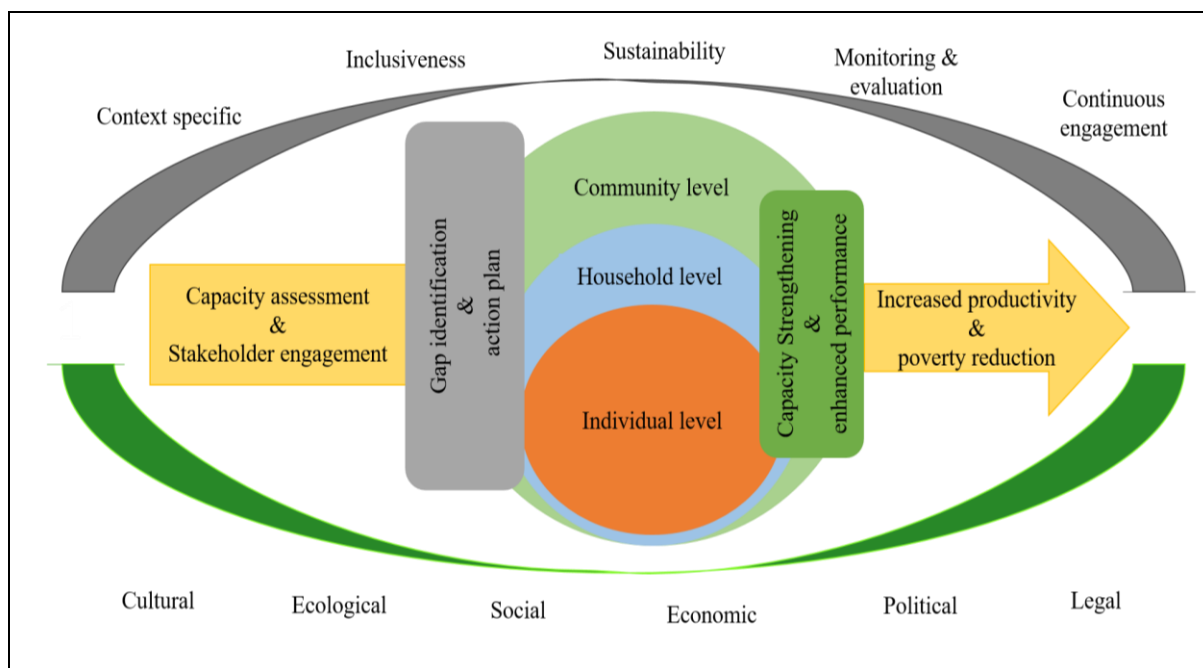 Sustainability
Inclusiveness
Monitoring &
evaluation
Context specific
Continuous
engagement
Community level
Household level
Individual level
Capacity assessment
&
Stakeholder engagement
Gap identification
&
action plan
Capacity Strengthening
&
enhanced performance
Increased productivity
&
poverty reduction
Cultural
Ecological
Social
Economic
Political
Legal